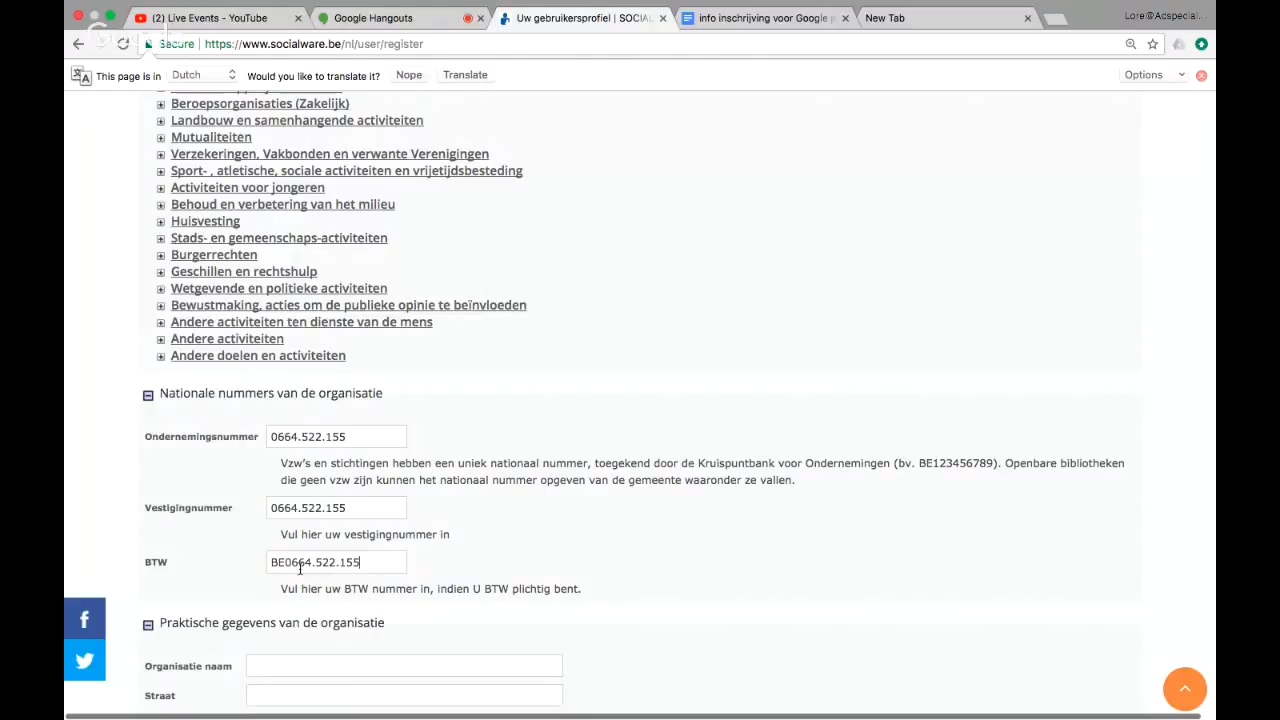 (2) Live Events - YouTube
Google Hangouts
Uw gebruikersprofiel | SOCIAL
info inschrijving voor Google
New Tab
Lore@Acspecial
Secure
https://www.socialware.be/nl/user/register
This page is in
Dutch
Would you like to translate it?
Nope
Translate
Options
Beroepsorganisaties (Zakelijk)
Landbouw en samenhangende activiteiten
Mutualiteiten
Verzekeringen, Vakbonden en verwante Verenigingen
Sport- , atletische, sociale activiteiten en vrijetijdsbesteding
Activiteiten voor jongeren
Behoud en verbetering van het milieu
Huisvesting
Stads- en gemeenschaps-activiteiten
Burgerrechten
Geschillen en rechtshulp
Wetgevende en politieke activiteiten
Bewustmaking, acties om de publieke opinie te beïnvloeden
Andere activiteiten ten dienste van de mens
Andere activiteiten
Andere doelen en activiteiten
Nationale nummers van de organisatie
Ondernemingsnummer
0664.522.155
Vzw's en stichtingen hebben een uniek nationaal nummer, toegekend door de Kruispuntbank voor Ondernemingen (bv. BE123456789). Openbare bibliotheken
die geen vzw zijn kunnen het nationaal nummer opgeven van de gemeente waaronder ze vallen.
Vestigingnummer
0664.522.155
Vul hier uw vestigingnummer in
BTW
BE0664.522.155
Vul hier uw BTW nummer in, indien U BTW plichtig bent.
Praktische gegevens van de organisatie
Organisatie naam
Straat